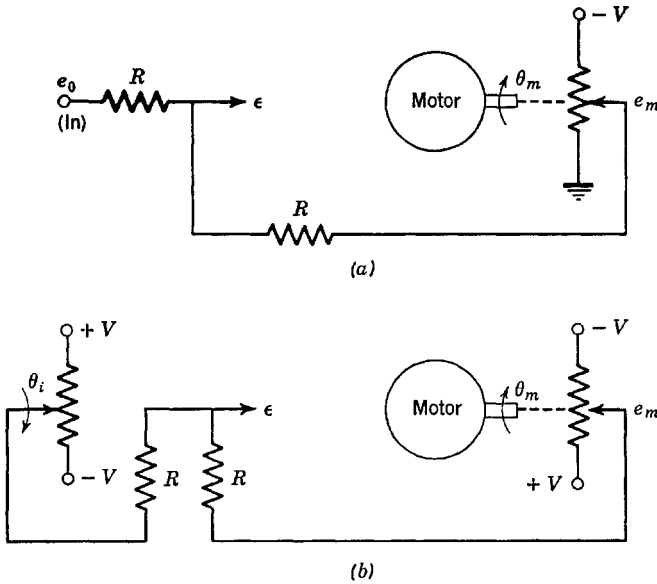 − V
e₀
(In)
R
ϵ
Motor
θₘ
eₘ
R
(a)
+ V
θᵢ
− V
R
R
ϵ
Motor
θₘ
− V
eₘ
+ V
(b)